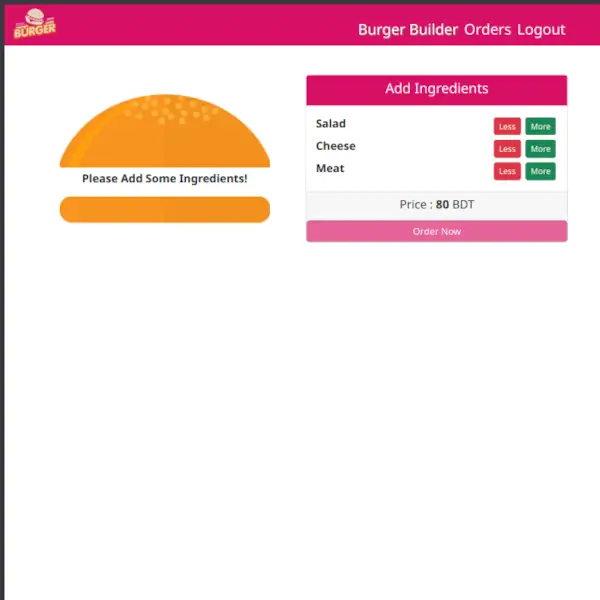 BURGER
Burger Builder Orders Logout
Add Ingredients
Salad Less More
Cheese Less More
Meat Less More
Please Add Some Ingredients!
Price : 80 BDT
Order Now